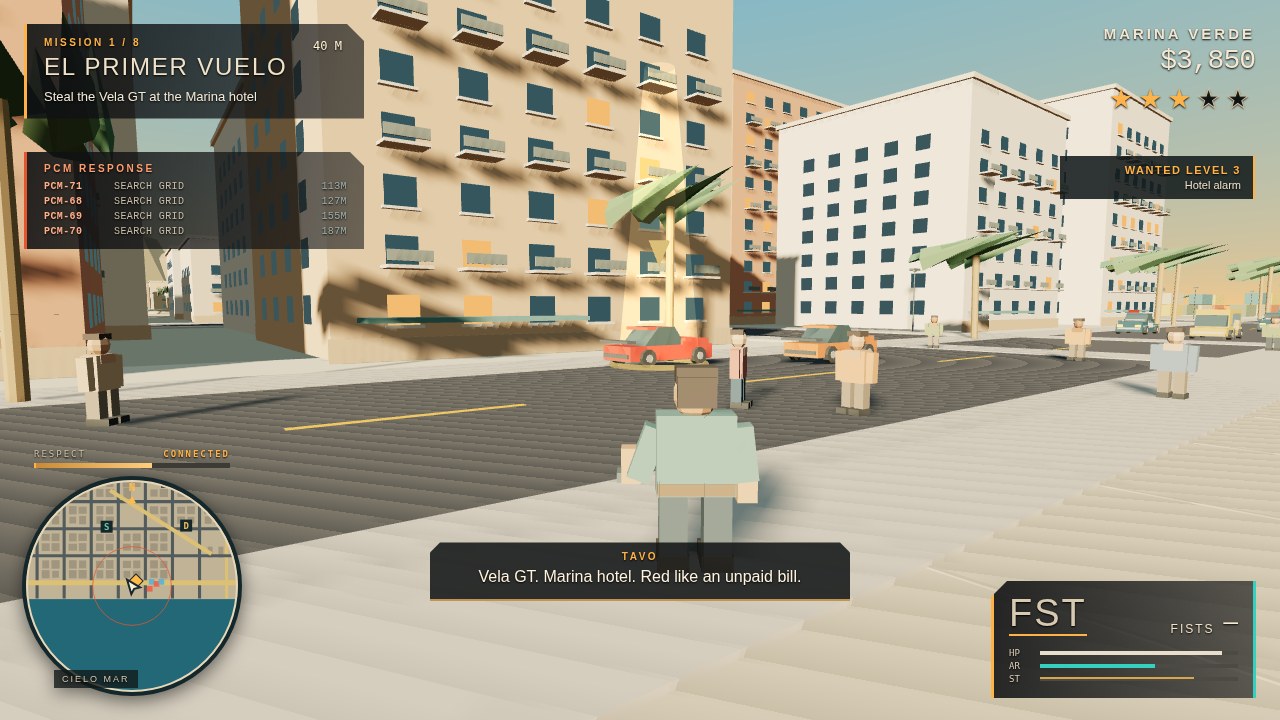 MISSION 1 / 8
40 M
EL PRIMER VUELO
Steal the Vela GT at the Marina hotel
PCM RESPONSE
PCM-71 SEARCH GRID 113M
PCM-68 SEARCH GRID 127M
PCM-69 SEARCH GRID 155M
PCM-70 SEARCH GRID 187M
MARINA VERDE
$3,850
WANTED LEVEL 3
Hotel alarm
RESPECT CONNECTED
S
D
CIELO MAR
TAVO
Vela GT. Marina hotel. Red like an unpaid bill.
FST
FISTS —
HP
AR
ST